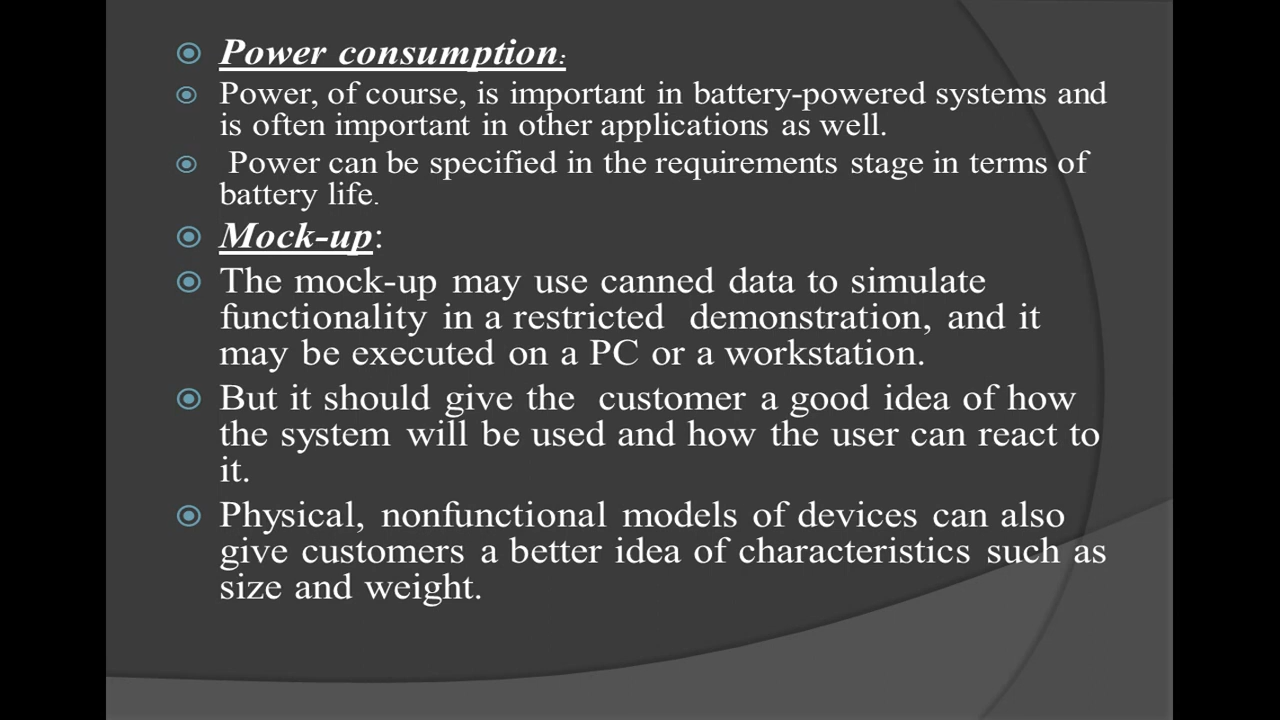 Power consumption:
Power, of course, is important in battery-powered systems and
is often important in other applications as well.
Power can be specified in the requirements stage in terms of
battery life.
Mock-up:
The mock-up may use canned data to simulate
functionality in a restricted demonstration, and it
may be executed on a PC or a workstation.
But it should give the customer a good idea of how
the system will be used and how the user can react to
it.
Physical, nonfunctional models of devices can also
give customers a better idea of characteristics such as
size and weight.